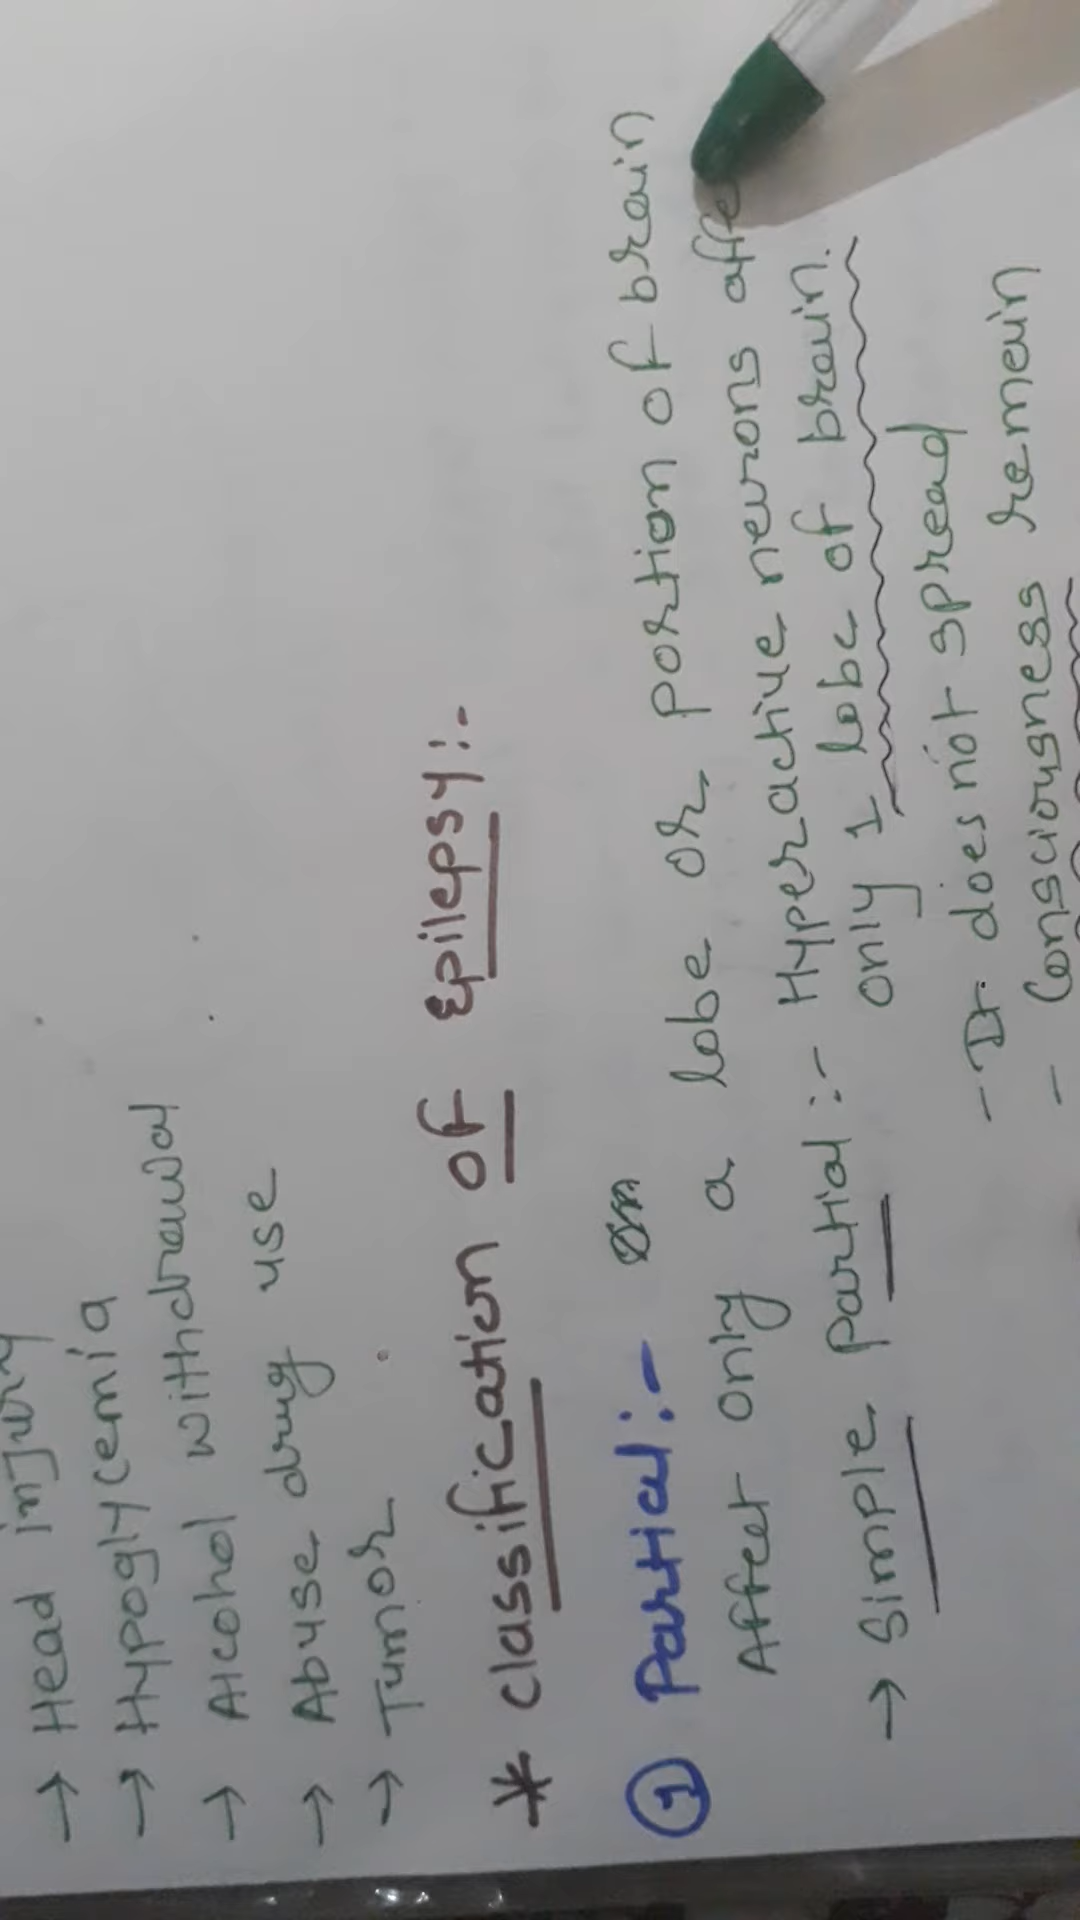 → Head injury
→ Hypoglycemia
→ Alcohol withdrawal
→ Abuse drug use
→ Tumor
* Classification of Epilepsy:-
① Partial:-
Affect only a lobe or portion of brain
→ Simple partial :- Hyperactive neurons affe
only 1 lobe of brain.
- It does not spread
- Consciousness remain